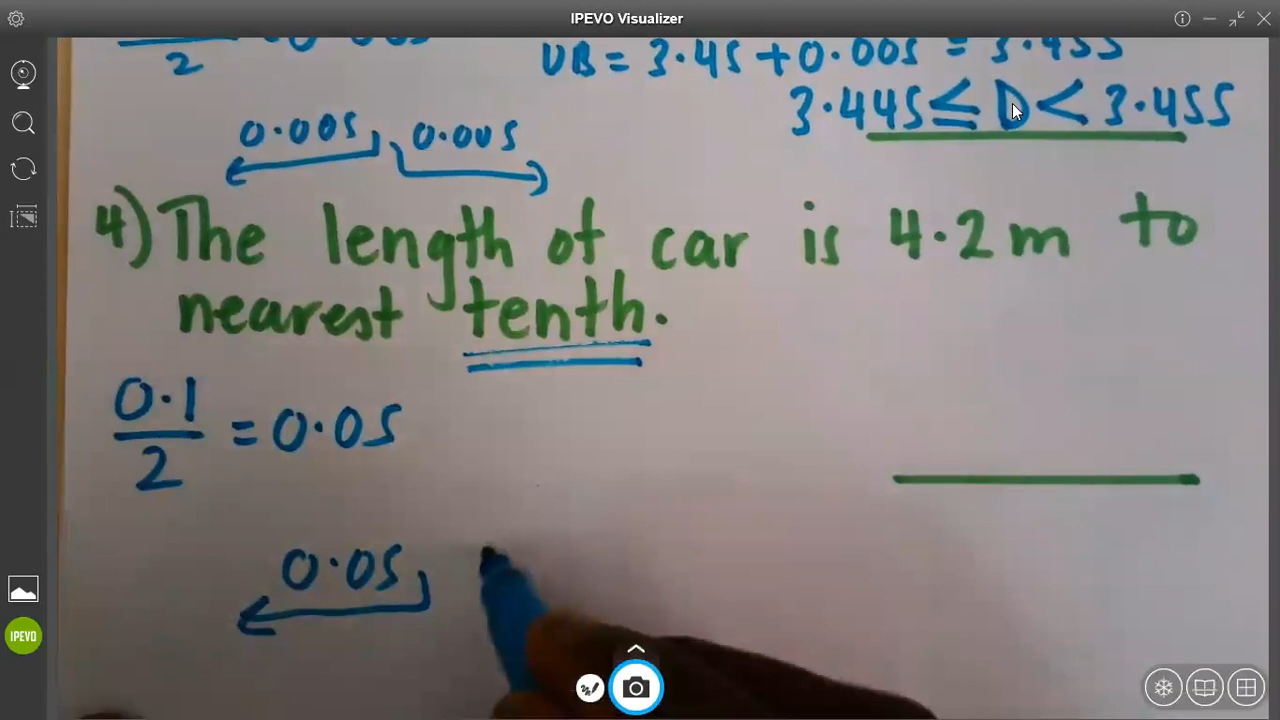 IPEVO Visualizer
2
UB = 3.45 + 0.005 = 3.455
3.445 ≤ D < 3.455
0.005 0.005
4) The length of car is 4.2m to
nearest tenth.
0.1
2
= 0.05
0.05
IPEVO